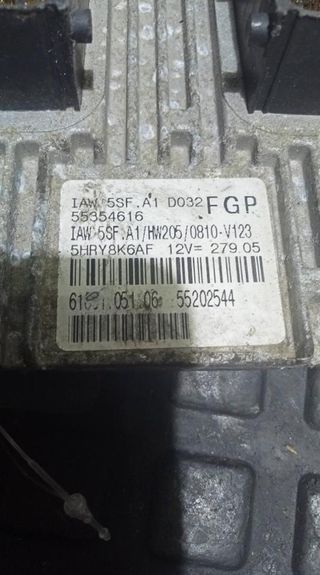 IAW 5SF.A1 D032 FGP
55354616
IAW 5SF.A1/HW205/0810-V123
5HRY8K6AF 12V= 279.05
.051.06 55202544